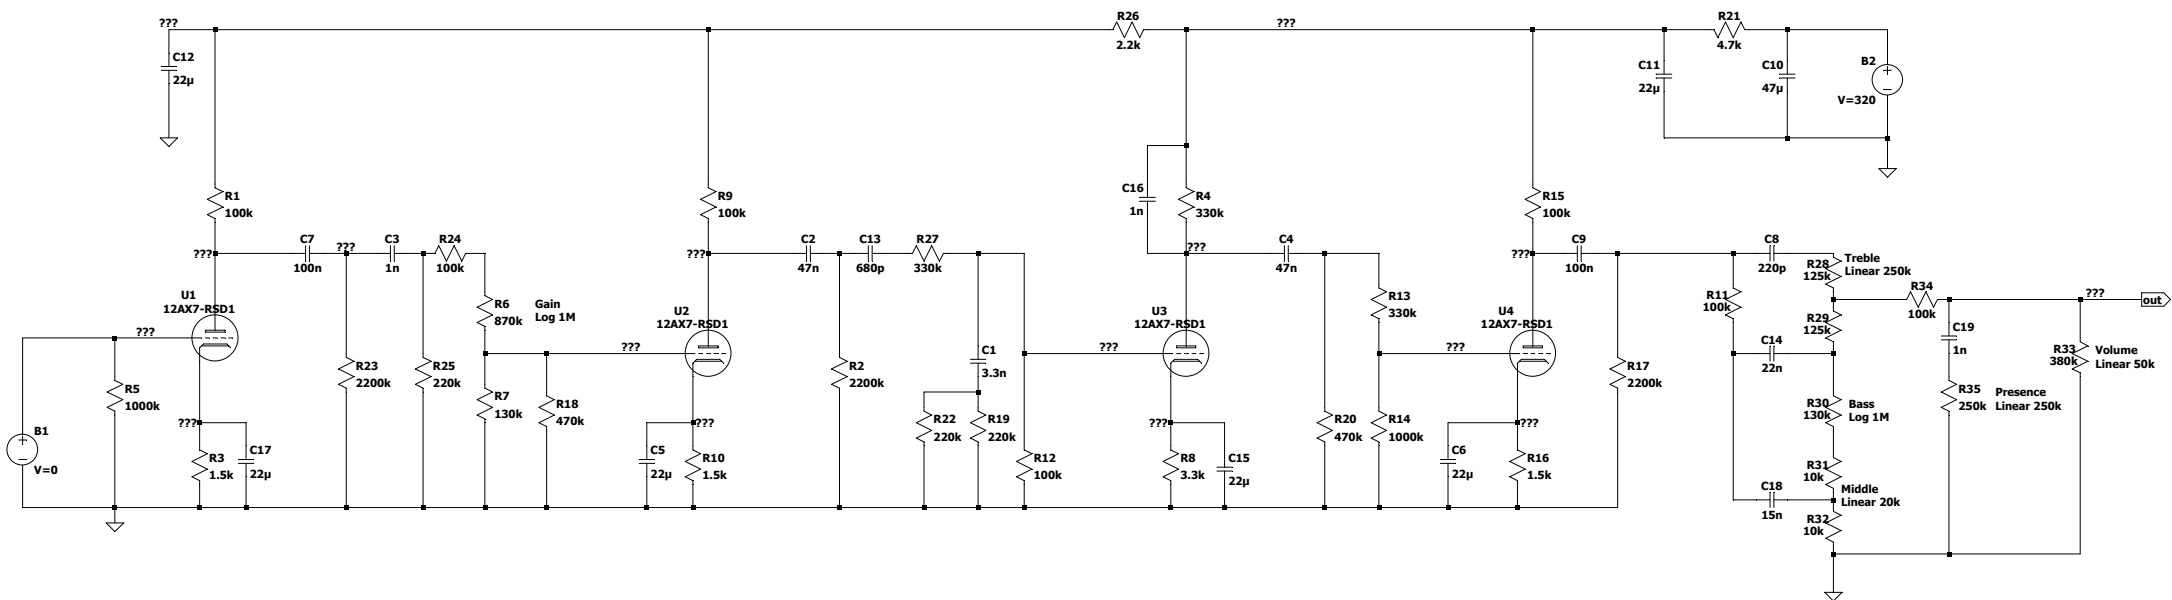 ???
R26
2.2k
???
R21
4.7k
C12
22µ
C11
22µ
C10
47µ
B2
V=320
R1
100k
R9
100k
C16
1n
R4
330k
R15
100k
???
C7
100n
???
C3
1n
R24
100k
???
C2
47n
C13
680p
R27
330k
???
C4
47n
???
C9
100n
C8
220p
R28
125k
Treble
Linear 250k
U1
12AX7-RSD1
???
R6
870k
Gain
Log 1M
U2
12AX7-RSD1
???
U3
12AX7-RSD1
???
R13
330k
U4
12AX7-RSD1
???
R11
100k
R29
125k
R34
100k
???
out
C14
22n
C19
1n
R33
380k
Volume
Linear 50k
R5
1000k
R23
2200k
R25
220k
R7
130k
R18
470k
R2
2200k
C1
3.3n
R17
2200k
R30
130k
Bass
Log 1M
R35
250k
Presence
Linear 250k
B1
V=0
???
R3
1.5k
C17
22µ
???
C5
22µ
R10
1.5k
R22
220k
R19
220k
R12
100k
???
R8
3.3k
C15
22µ
R20
470k
R14
1000k
???
C6
22µ
R16
1.5k
R31
10k
C18
15n
Middle
Linear 20k
R32
10k